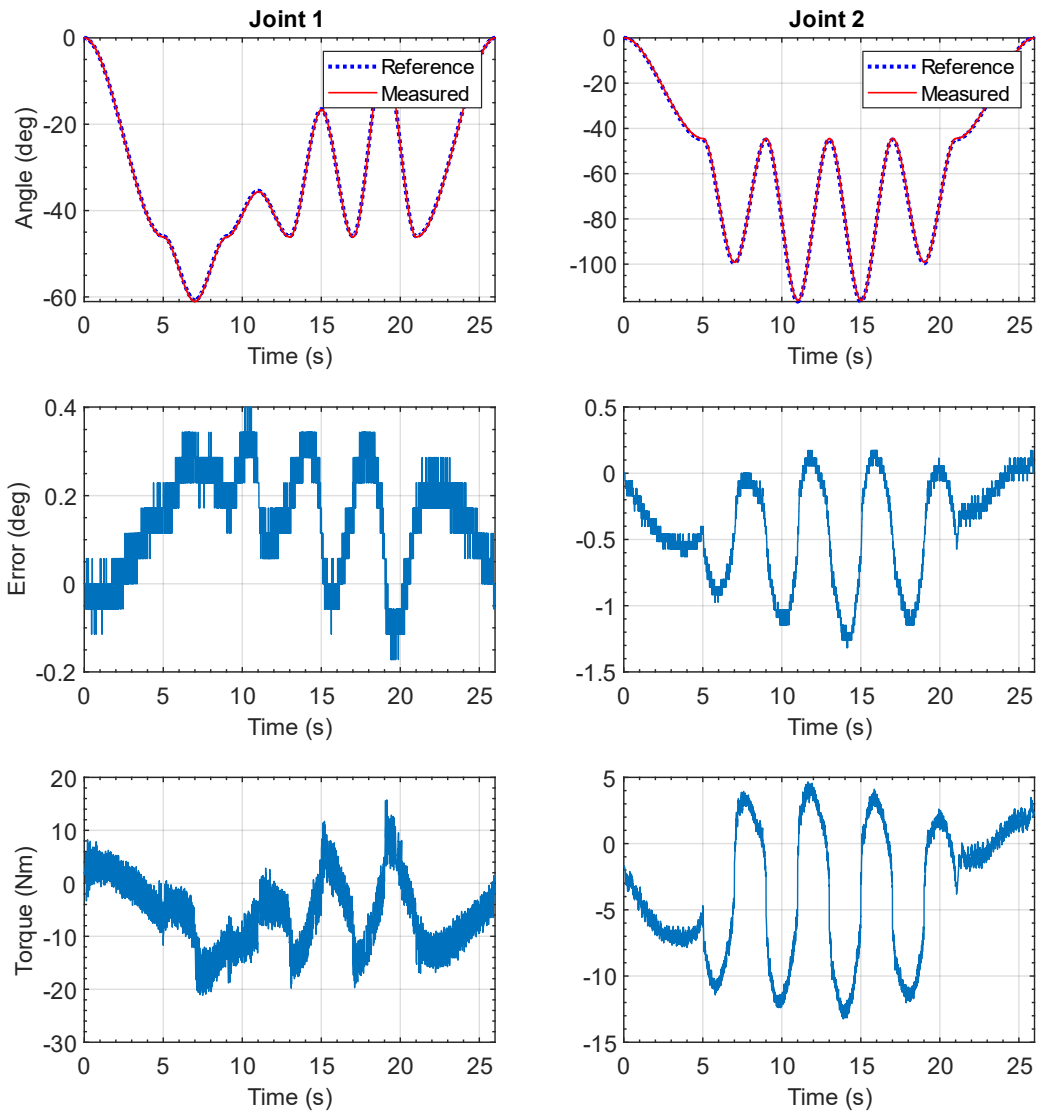 Joint 1
Joint 2
Angle (deg)
0
-20
-40
-60
Reference
Measured
0 5 10 15 20 25
Time (s)
0
-20
-40
-60
-80
-100
Reference
Measured
0 5 10 15 20 25
Time (s)
Error (deg)
0.4
0.2
0
-0.2
0 5 10 15 20 25
Time (s)
0.5
0
-0.5
-1
-1.5
0 5 10 15 20 25
Time (s)
Torque (Nm)
20
10
0
-10
-20
-30
0 5 10 15 20 25
Time (s)
5
0
-5
-10
-15
0 5 10 15 20 25
Time (s)